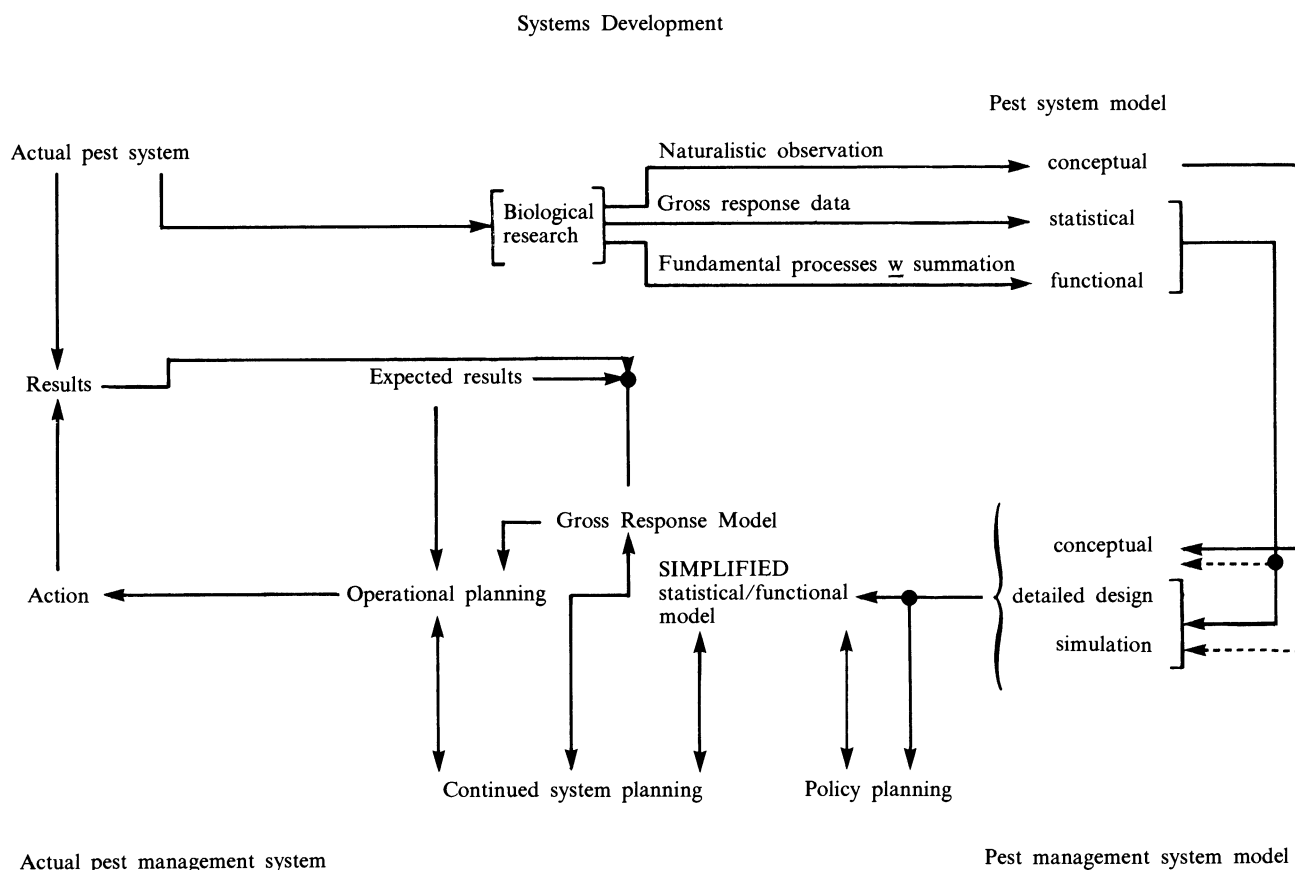 Systems Development
Pest system model
Actual pest system
Naturalistic observation
conceptual
Biological
research
Gross response data
statistical
Fundamental processes w summation
functional
Results
Expected results
Gross Response Model
conceptual
Action
Operational planning
SIMPLIFIED
statistical/functional
model
detailed design
simulation
Continued system planning
Policy planning
Actual pest management system
Pest management system model